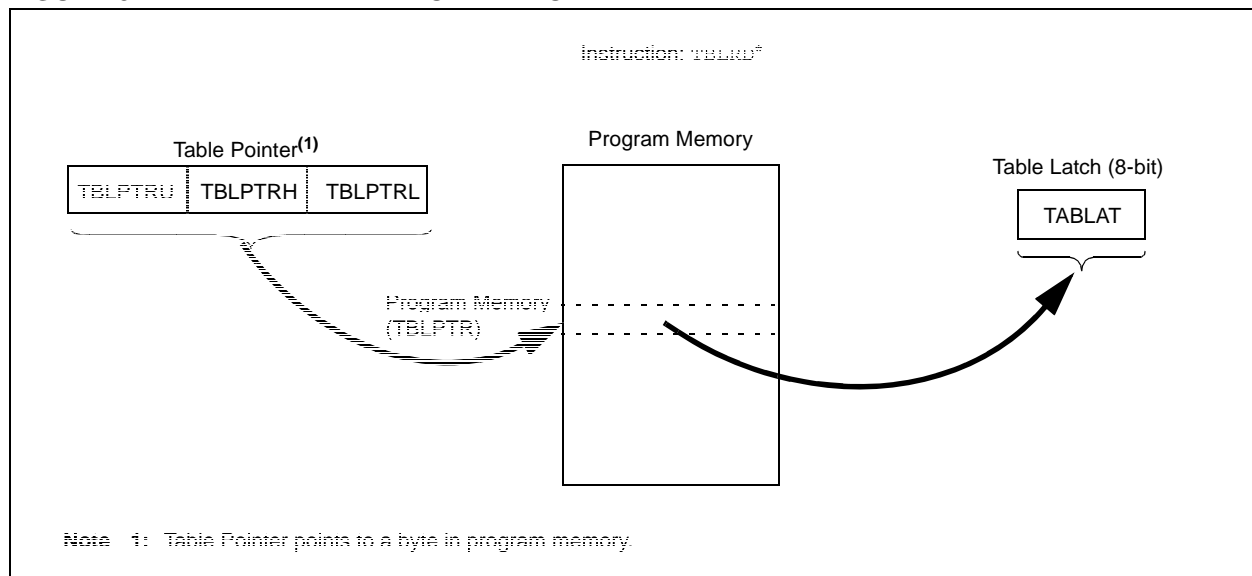 Instruction: TBLRD*
Table Pointer(1)
TBLPTRU TBLPTRH TBLPTRL
Program Memory
Table Latch (8-bit)
TABLAT
Program Memory
(TBLPTR)
Note 1: Table Pointer points to a byte in program memory.